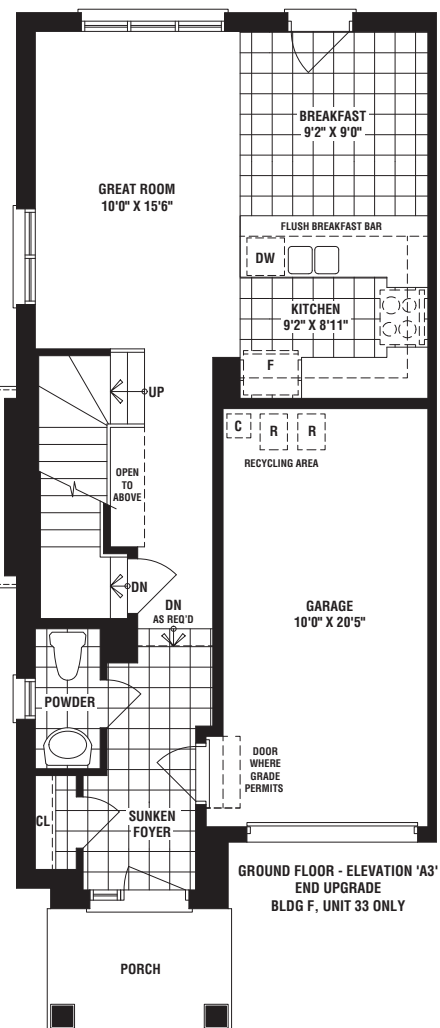 BREAKFAST
9'2" X 9'0"
GREAT ROOM
10'0" X 15'6"
FLUSH BREAKFAST BAR
DW
KITCHEN
9'2" X 8'11"
F
UP
C
R
R
RECYCLING AREA
OPEN
TO
ABOVE
DN
DN
AS REQ'D
GARAGE
10'0" X 20'5"
POWDER
DOOR
WHERE
GRADE
PERMITS
CL
SUNKEN
FOYER
GROUND FLOOR - ELEVATION 'A3'
END UPGRADE
BLDG F, UNIT 33 ONLY
PORCH